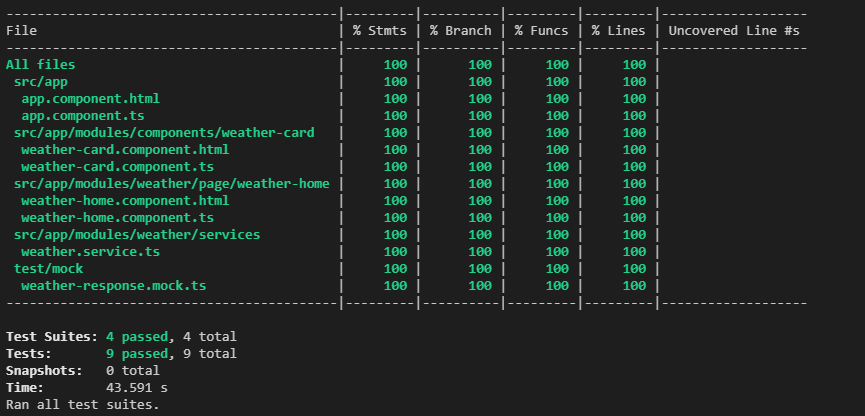 -------------------------------------------|---------|----------|---------|---------|-------------------
File                                       | % Stmts | % Branch | % Funcs | % Lines | Uncovered Line #s
-------------------------------------------|---------|----------|---------|---------|-------------------
All files                                  |     100 |      100 |     100 |     100 |
 src/app                                   |     100 |      100 |     100 |     100 |
  app.component.html                       |     100 |      100 |     100 |     100 |
  app.component.ts                         |     100 |      100 |     100 |     100 |
 src/app/modules/components/weather-card   |     100 |      100 |     100 |     100 |
  weather-card.component.html              |     100 |      100 |     100 |     100 |
  weather-card.component.ts                |     100 |      100 |     100 |     100 |
 src/app/modules/weather/page/weather-home |     100 |      100 |     100 |     100 |
  weather-home.component.html              |     100 |      100 |     100 |     100 |
  weather-home.component.ts                |     100 |      100 |     100 |     100 |
 src/app/modules/weather/services          |     100 |      100 |     100 |     100 |
  weather.service.ts                       |     100 |      100 |     100 |     100 |
 test/mock                                 |     100 |      100 |     100 |     100 |
  weather-response.mock.ts                 |     100 |      100 |     100 |     100 |
-------------------------------------------|---------|----------|---------|---------|-------------------
Test Suites: 4 passed, 4 total
Tests:       9 passed, 9 total
Snapshots:   0 total
Time:        43.591 s
Ran all test suites.